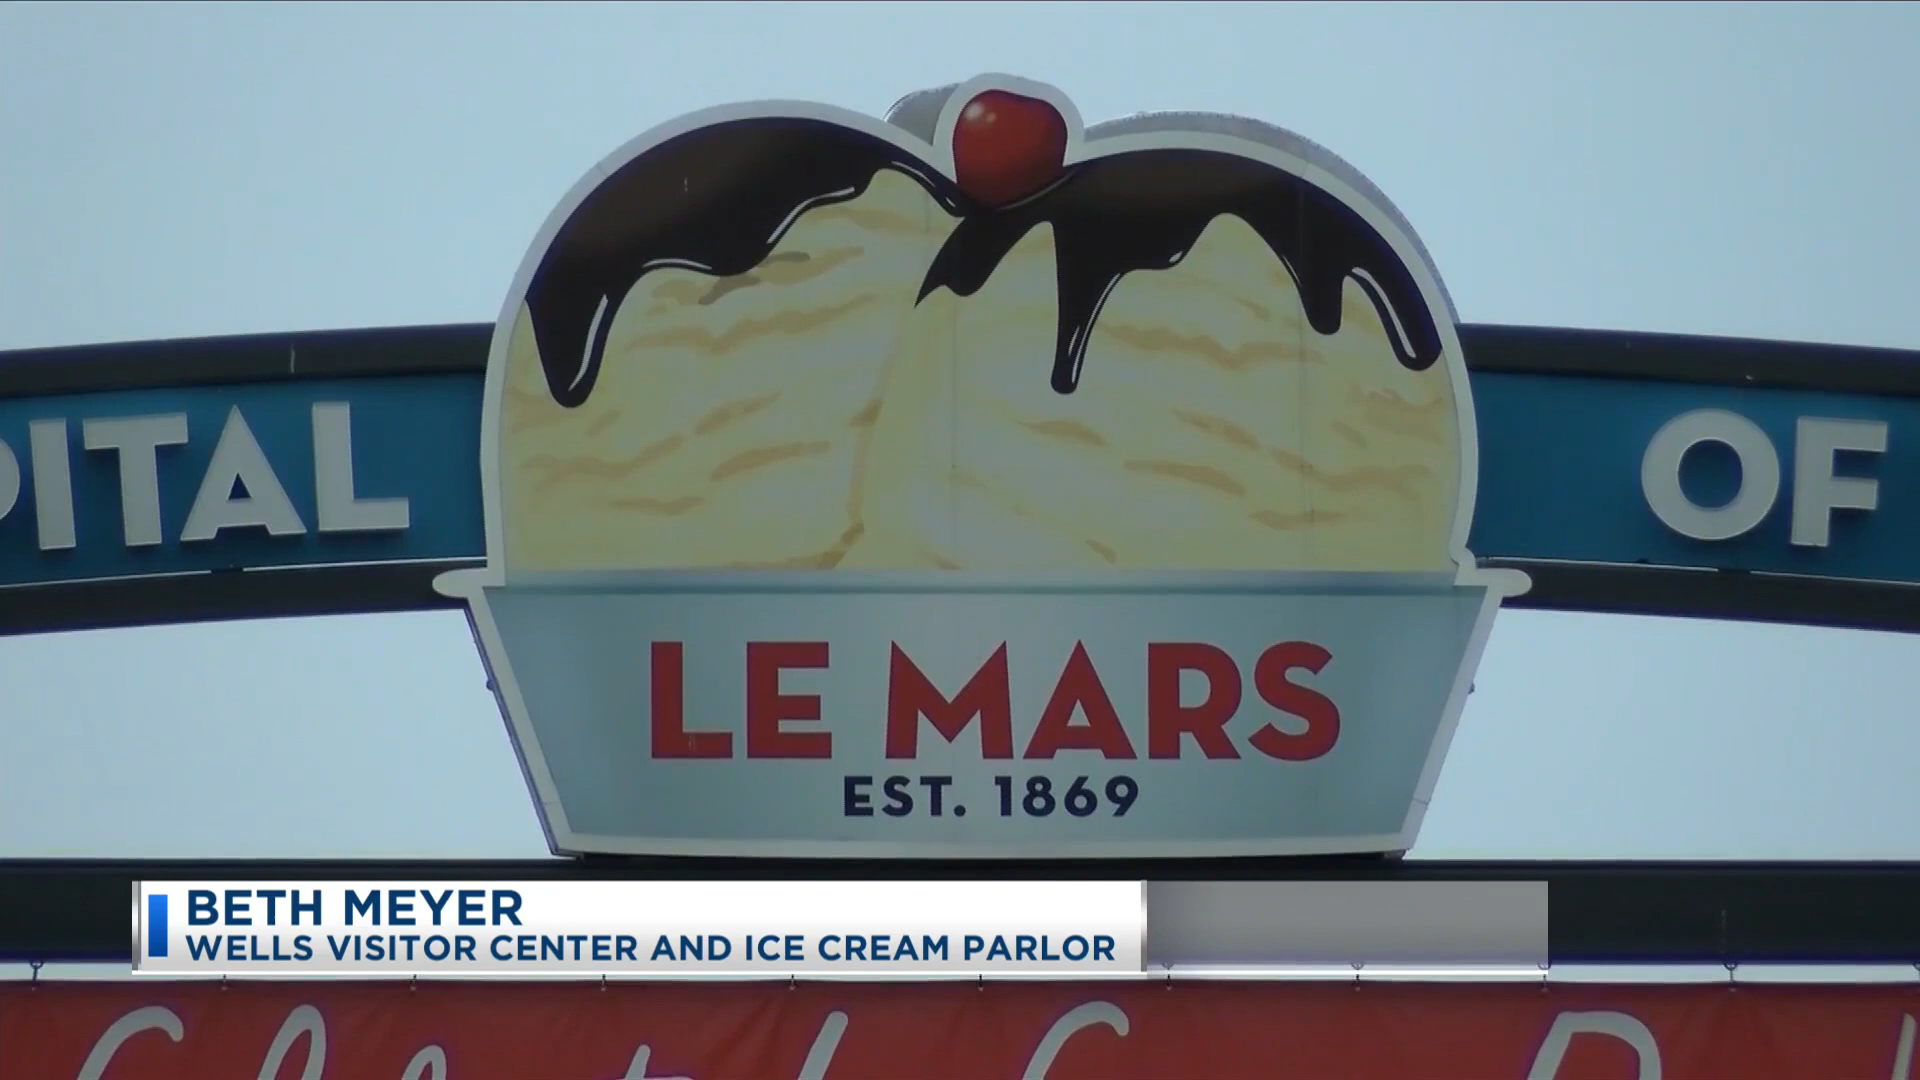 PITAL
OF
LE MARS
EST. 1869
BETH MEYER
WELLS VISITOR CENTER AND ICE CREAM PARLOR